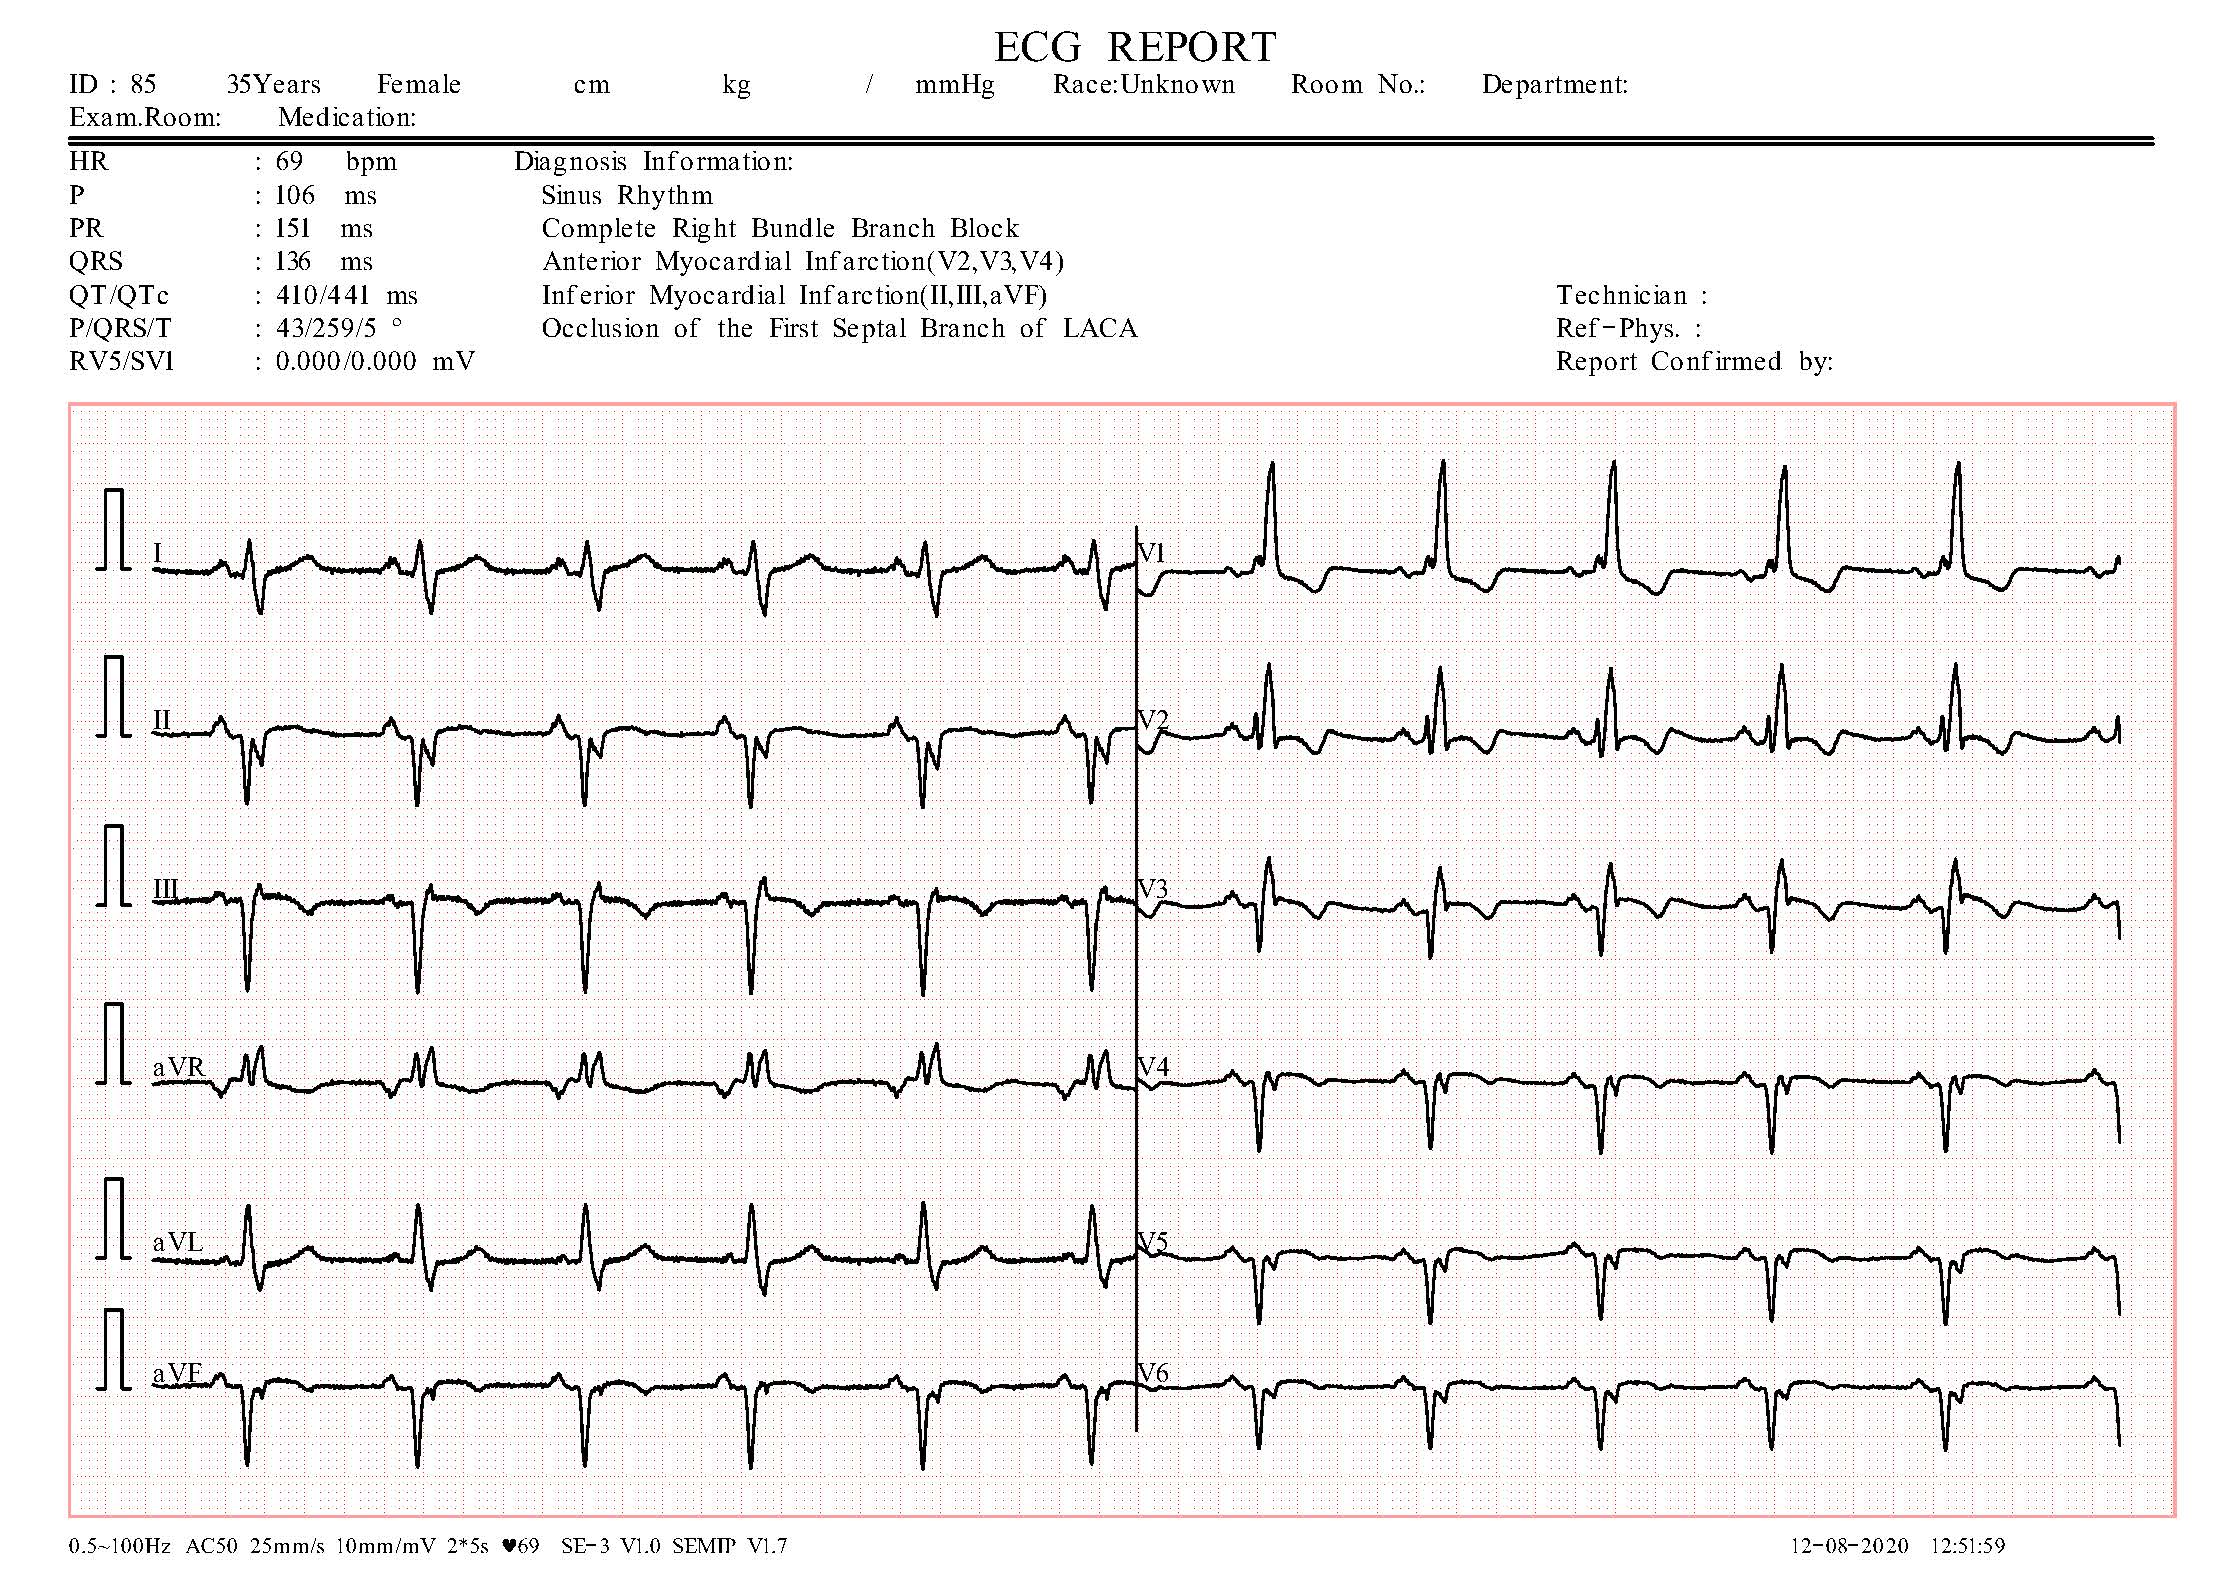 ECG REPORT
ID : 85 35Years Female cm kg / mmHg Race:Unknown Room No.: Department:
Exam.Room: Medication:
HR : 69 bpm Diagnosis Information:
P : 106 ms Sinus Rhythm
PR : 151 ms Complete Right Bundle Branch Block
QRS : 136 ms Anterior Myocardial Infarction(V2,V3,V4)
QT/QTc : 410/441 ms Inferior Myocardial Infarction(II,III,aVF) Technician :
P/QRS/T : 43/259/5 ° Occlusion of the First Septal Branch of LACA Ref-Phys. :
RV5/SV1 : 0.000/0.000 mV Report Confirmed by:
I V1
II V2
III V3
aVR V4
aVL V5
aVF V6
0.5~100Hz AC50 25mm/s 10mm/mV 2*5s ♥69 SE-3 V1.0 SEMIP V1.7 12-08-2020 12:51:59